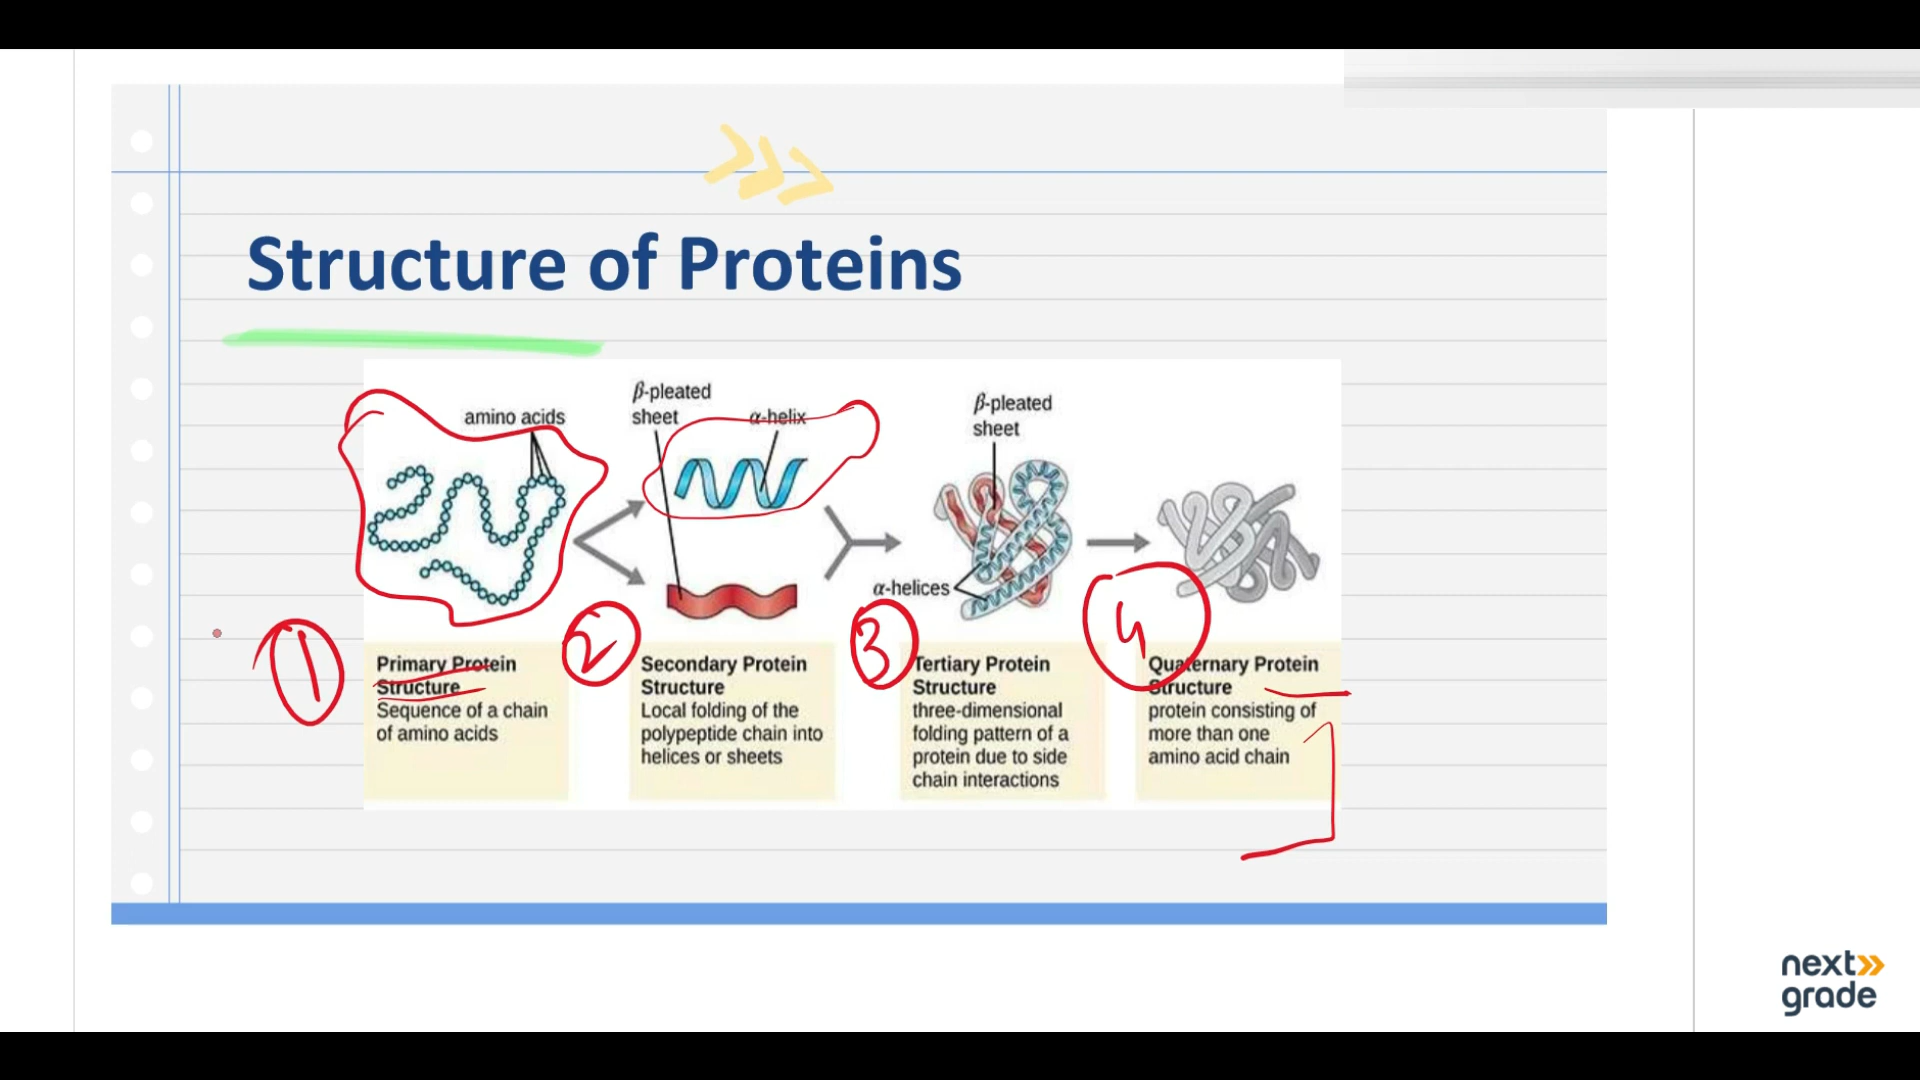 Structure of Proteins
amino acids
β-pleated
sheet
α-helix
β-pleated
sheet
α-helices
1
2
3
4
Primary Protein
Structure
Sequence of a chain
of amino acids
Secondary Protein
Structure
Local folding of the
polypeptide chain into
helices or sheets
Tertiary Protein
Structure
three-dimensional
folding pattern of a
protein due to side
chain interactions
Quaternary Protein
Structure
protein consisting of
more than one
amino acid chain
next
grade